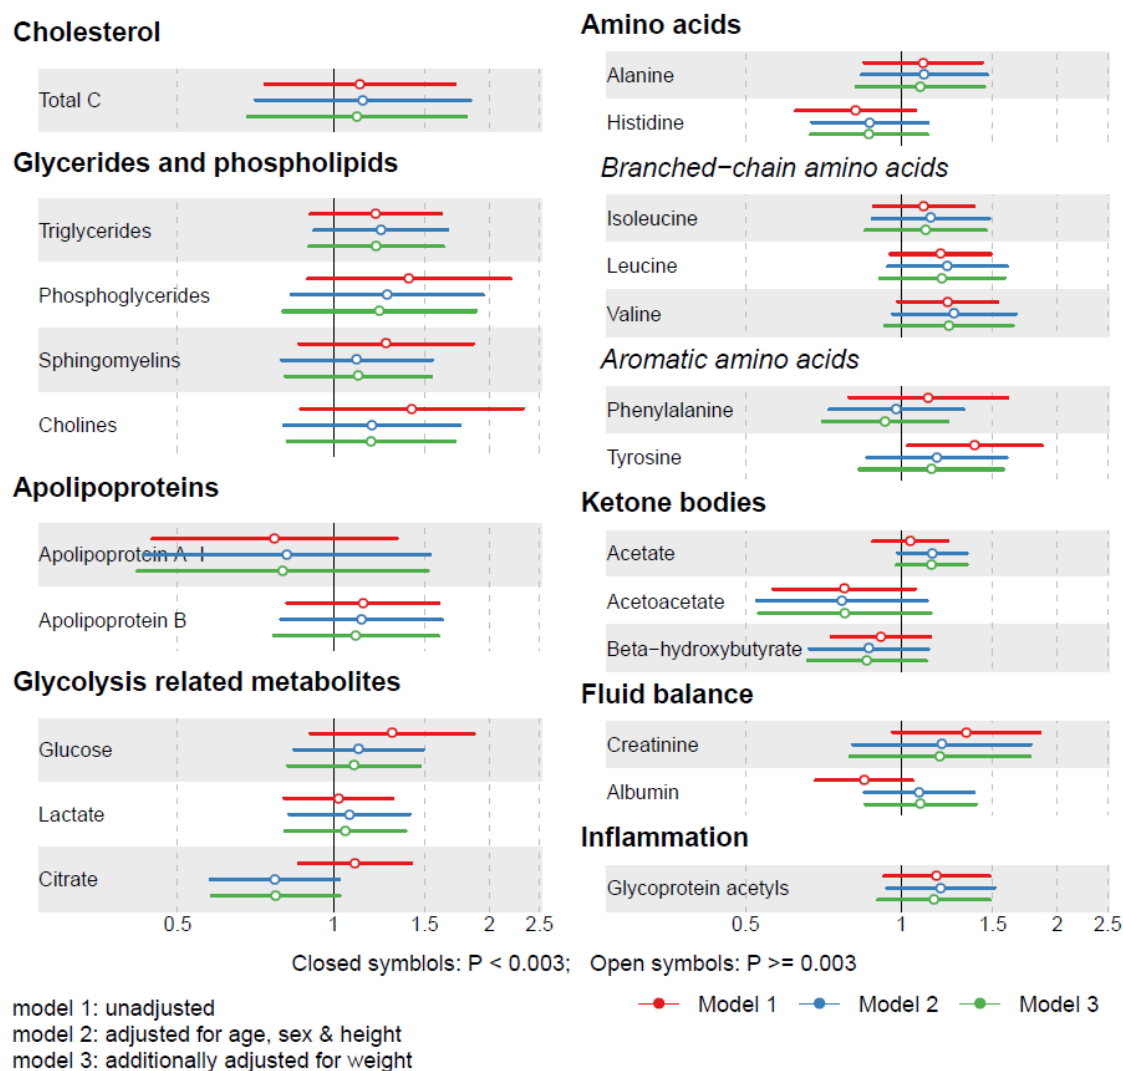 Cholesterol
Total C
Glycerides and phospholipids
Triglycerides
Phosphoglycerides
Sphingomyelins
Cholines
Apolipoproteins
Apolipoprotein A-I
Apolipoprotein B
Glycolysis related metabolites
Glucose
Lactate
Citrate
0.5 1 1.5 2 2.5
Amino acids
Alanine
Histidine
Branched-chain amino acids
Isoleucine
Leucine
Valine
Aromatic amino acids
Phenylalanine
Tyrosine
Ketone bodies
Acetate
Acetoacetate
Beta-hydroxybutyrate
Fluid balance
Creatinine
Albumin
Inflammation
Glycoprotein acetyls
0.5 1 1.5 2 2.5
Closed symblols: P < 0.003; Open symbols: P >= 0.003
Model 1 Model 2 Model 3
model 1: unadjusted
model 2: adjusted for age, sex & height
model 3: additionally adjusted for weight